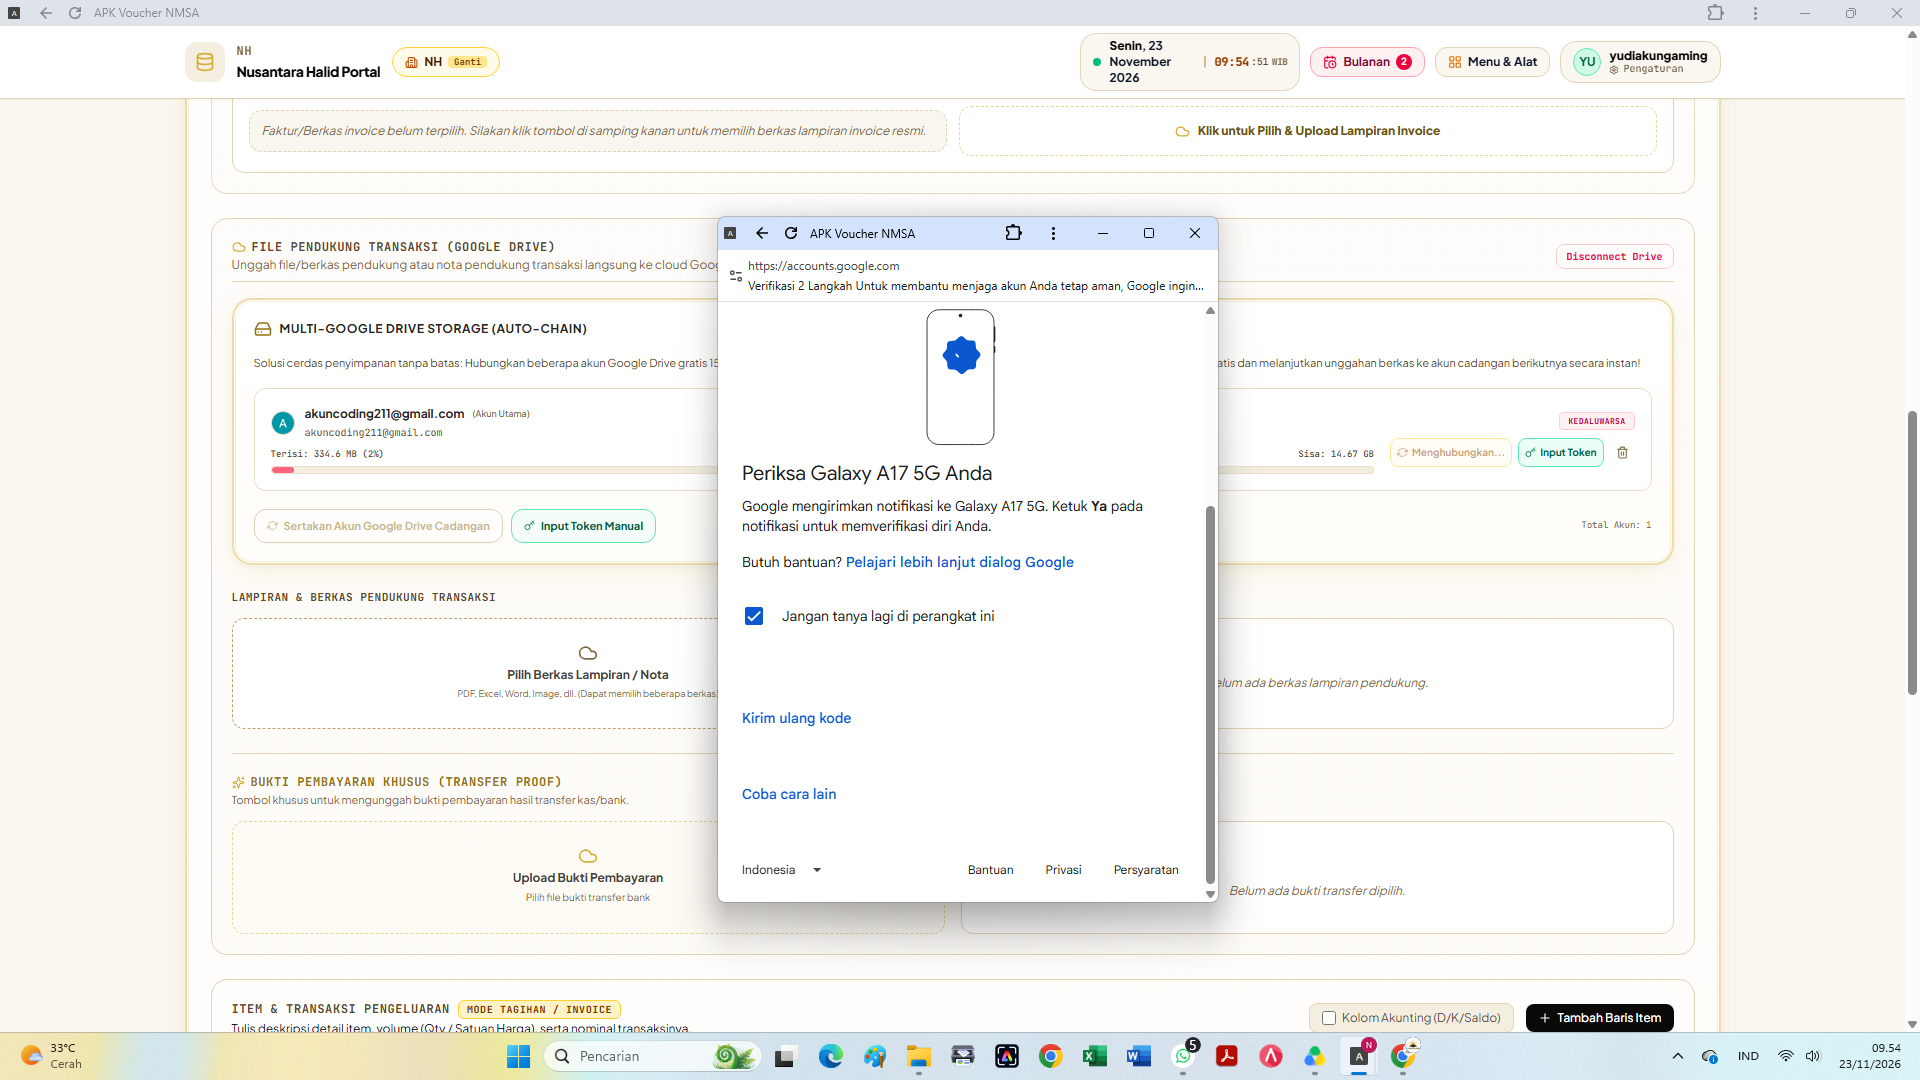 A
APK Voucher NMSA
NH
Nusantara Halid Portal
NH Ganti
Senin, 23 November 2026 | 09:54:51 WIB
Bulanan 2
Menu & Alat
YU
yudiakungaming
Pengaturan
Faktur/Berkas invoice belum terpilih. Silakan klik tombol di samping kanan untuk memilih berkas lampiran invoice resmi.
Klik untuk Pilih & Upload Lampiran Invoice
FILE PENDUKUNG TRANSAKSI (GOOGLE DRIVE)
Unggah file/berkas pendukung atau nota pendukung transaksi langsung ke cloud Goo
Disconnect Drive
MULTI-GOOGLE DRIVE STORAGE (AUTO-CHAIN)
Solusi cerdas penyimpanan tanpa batas: Hubungkan beberapa akun Google Drive gratis 15
atis dan melanjutkan unggahan berkas ke akun cadangan berikutnya secara instan!
A
akuncoding211@gmail.com (Akun Utama)
akuncoding211@gmail.com
KEDALUWARSA
Terisi: 334.6 MB (2%)
Sisa: 14.67 GB
Menghubungkan...
Input Token
Sertakan Akun Google Drive Cadangan
Input Token Manual
Total Akun: 1
LAMPIRAN & BERKAS PENDUKUNG TRANSAKSI
Pilih Berkas Lampiran / Nota
PDF, Excel, Word, Image, dll. (Dapat memilih beberapa berkas
elum ada berkas lampiran pendukung.
BUKTI PEMBAYARAN KHUSUS (TRANSFER PROOF)
Tombol khusus untuk mengunggah bukti pembayaran hasil transfer kas/bank.
Upload Bukti Pembayaran
Pilih file bukti transfer bank
Belum ada bukti transfer dipilih.
ITEM & TRANSAKSI PENGELUARAN
MODE TAGIHAN / INVOICE
Tulis deskripsi detail item, volume (Qty / Satuan Harga), serta nominal transaksinya.
Kolom Akunting (D/K/Saldo)
+ Tambah Baris Item
A
APK Voucher NMSA
https://accounts.google.com
Verifikasi 2 Langkah Untuk membantu menjaga akun Anda tetap aman, Google ingin...
Periksa Galaxy A17 5G Anda
Google mengirimkan notifikasi ke Galaxy A17 5G. Ketuk Ya pada
notifikasi untuk memverifikasi diri Anda.
Butuh bantuan? Pelajari lebih lanjut dialog Google
Jangan tanya lagi di perangkat ini
Kirim ulang kode
Coba cara lain
Indonesia
Bantuan
Privasi
Persyaratan
33°C
Cerah
Pencarian
5
A
N
IND
09.54
23/11/2026